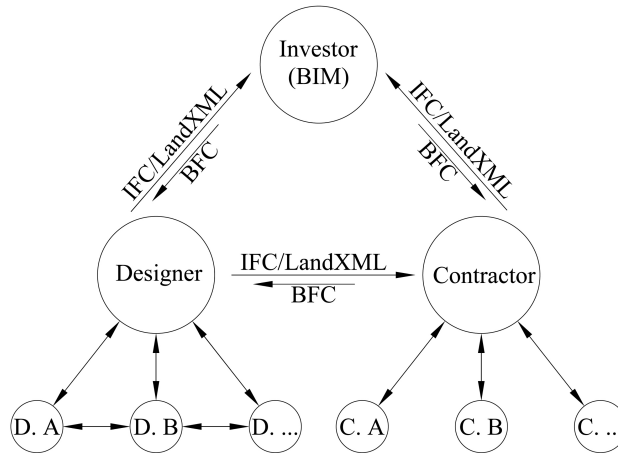 Investor
(BIM)
IFC/LandXML
BFC
IFC/LandXML
BFC
Designer
IFC/LandXML
BFC
Contractor
D. A
D. B
D. ...
C. A
C. B
C. ..